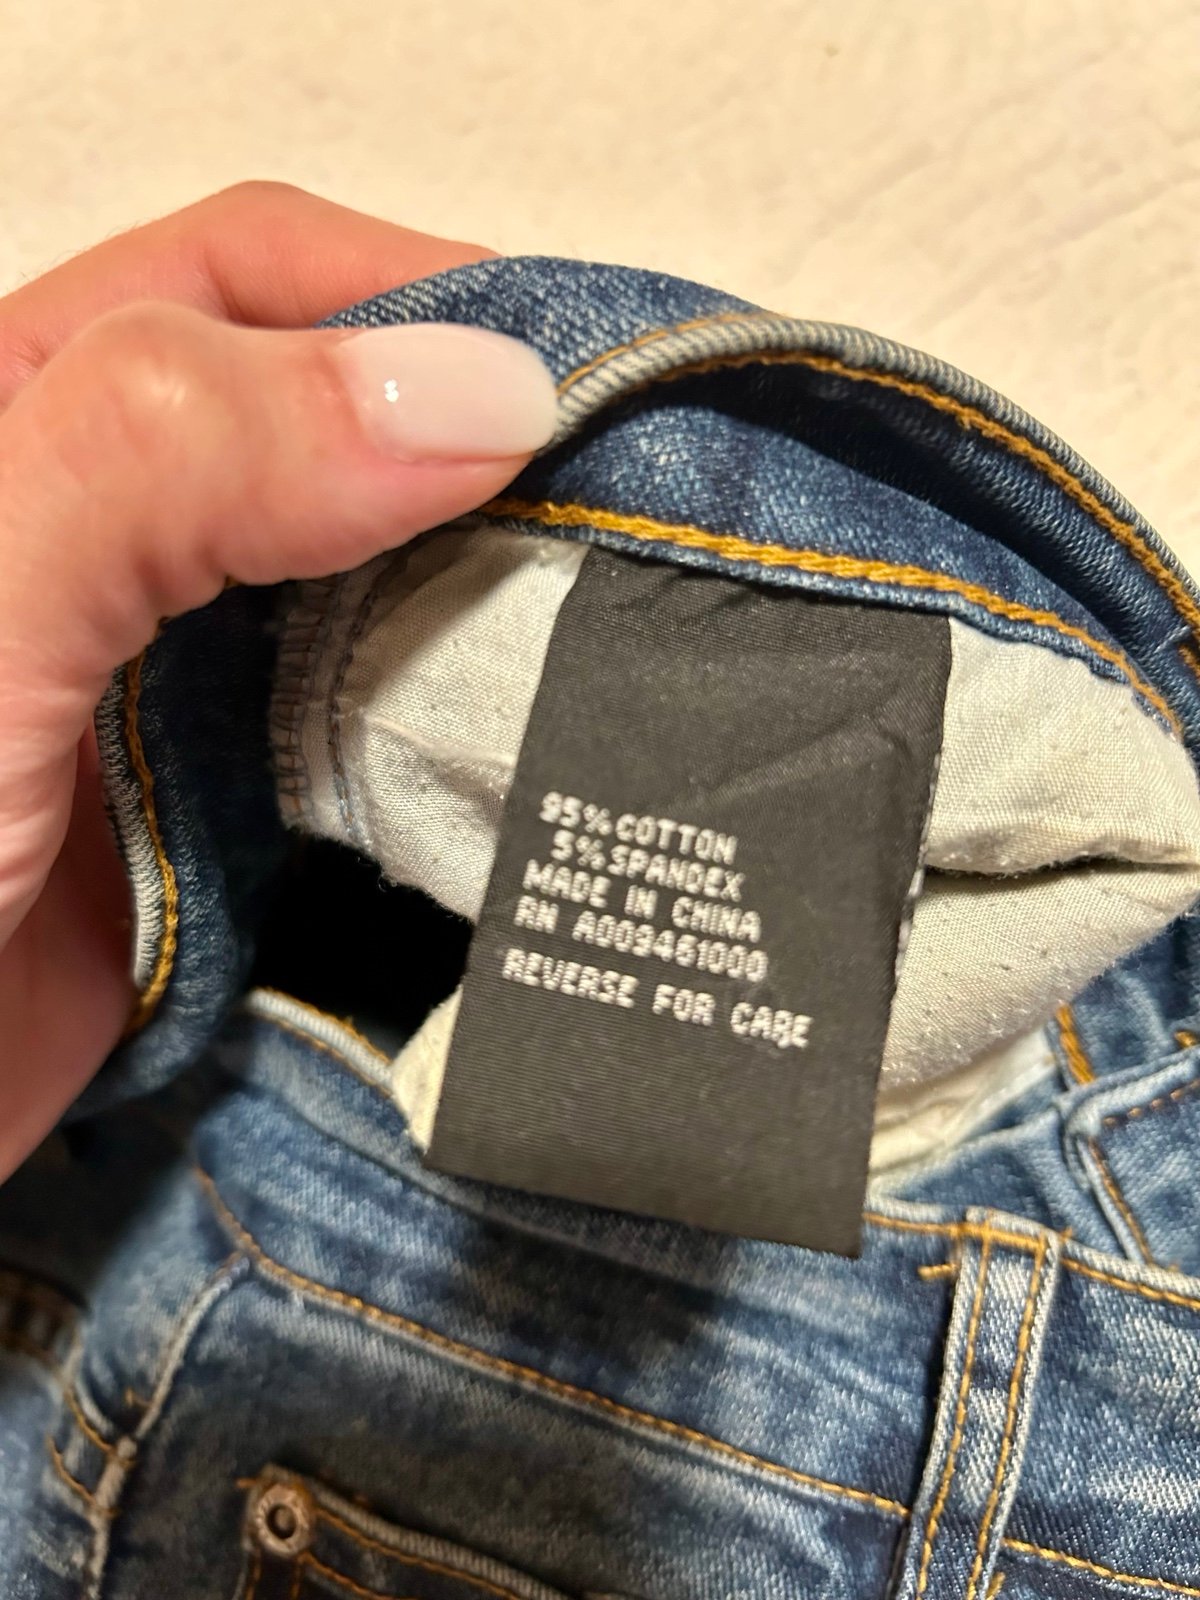 95% COTTON
5% SPANDEX
MADE IN CHINA
RN A009461000
REVERSE FOR CARE